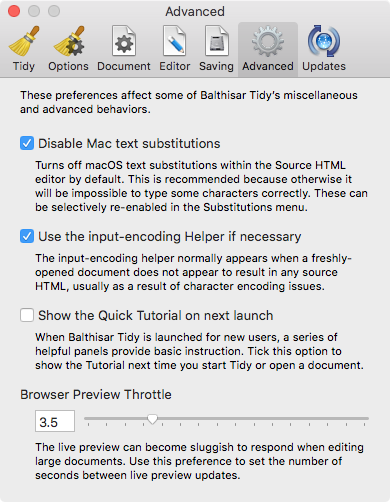 Advanced
Tidy Options Document Editor Saving Advanced Updates
These preferences affect some of Balthisar Tidy's miscellaneous
and advanced behaviors.
Disable Mac text substitutions
Turns off macOS text substitutions within the Source HTML
editor by default. This is recommended because otherwise it
will be impossible to type some characters correctly. These can
be selectively re-enabled in the Substitutions menu.
Use the input-encoding Helper if necessary
The input-encoding helper normally appears when a freshly-
opened document does not appear to result in any source
HTML, usually as a result of character encoding issues.
Show the Quick Tutorial on next launch
When Balthisar Tidy is launched for new users, a series of
helpful panels provide basic instruction. Tick this option to
show the Tutorial next time you start Tidy or open a document.
Browser Preview Throttle
3.5
The live preview can become sluggish to respond when editing
large documents. Use this preference to set the number of
seconds between live preview updates.